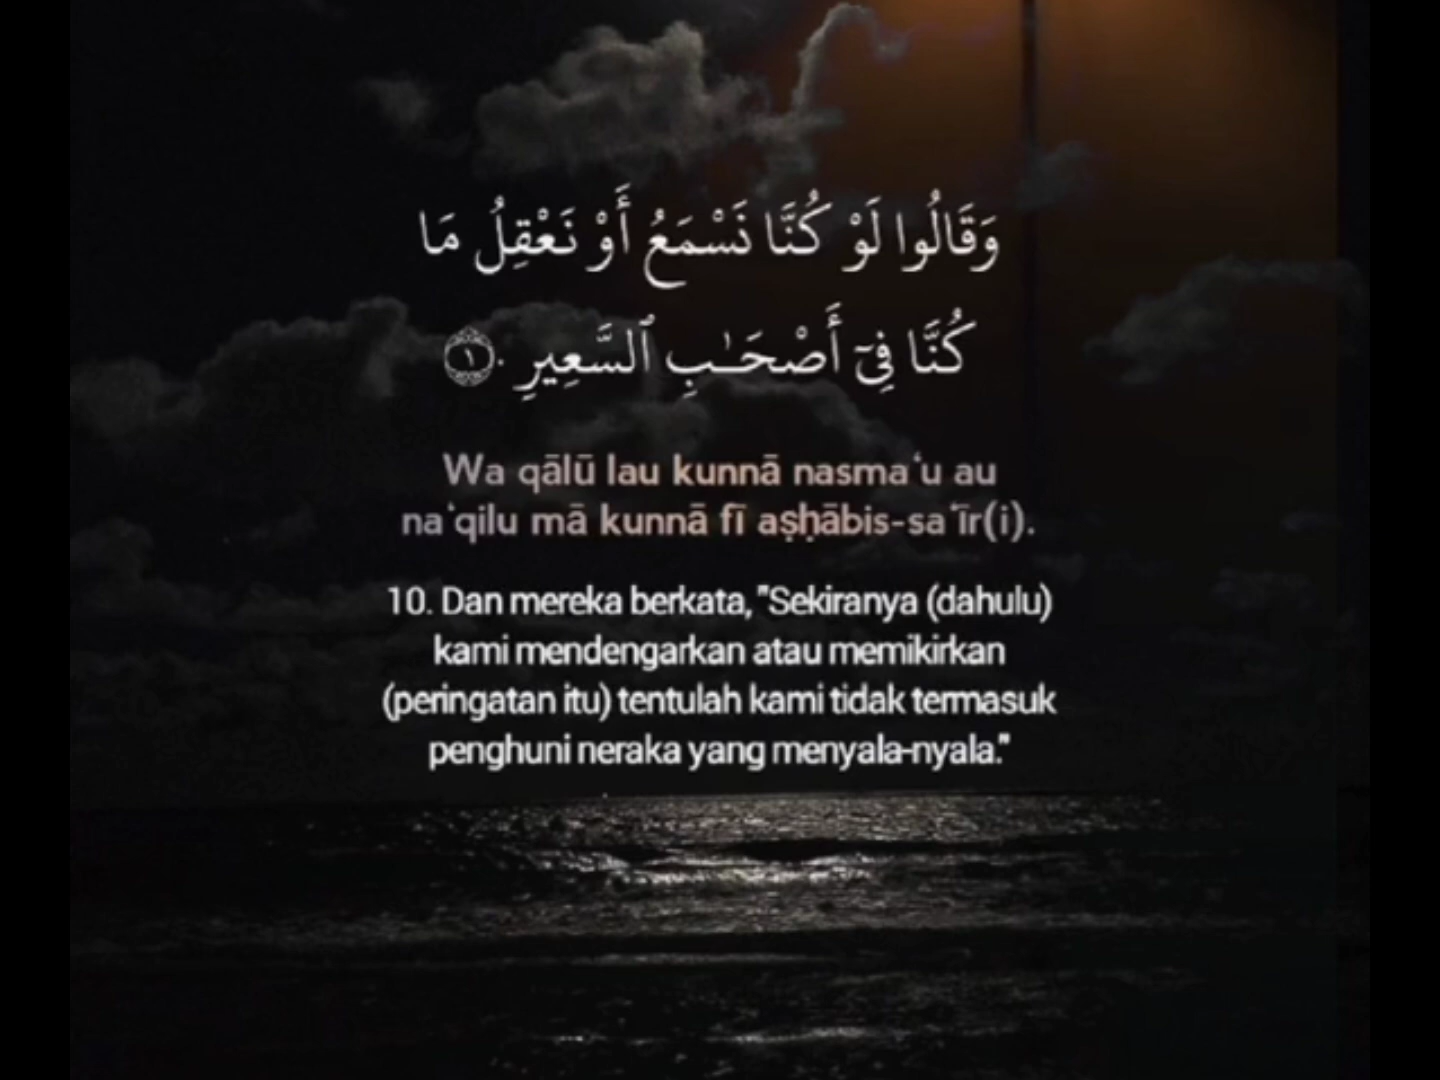 وَقَالُوا لَوْ كُنَّا نَسْمَعُ أَوْ نَعْقِلُ مَا
كُنَّا فِىٓ أَصْحَـٰبِ ٱلسَّعِيرِ ١٠
Wa qālū lau kunnā nasma‘u au
na‘qilu mā kunnā fī aṣḥābis-sa‘īr(i).
10. Dan mereka berkata, "Sekiranya (dahulu)
kami mendengarkan atau memikirkan
(peringatan itu) tentulah kami tidak termasuk
penghuni neraka yang menyala-nyala."